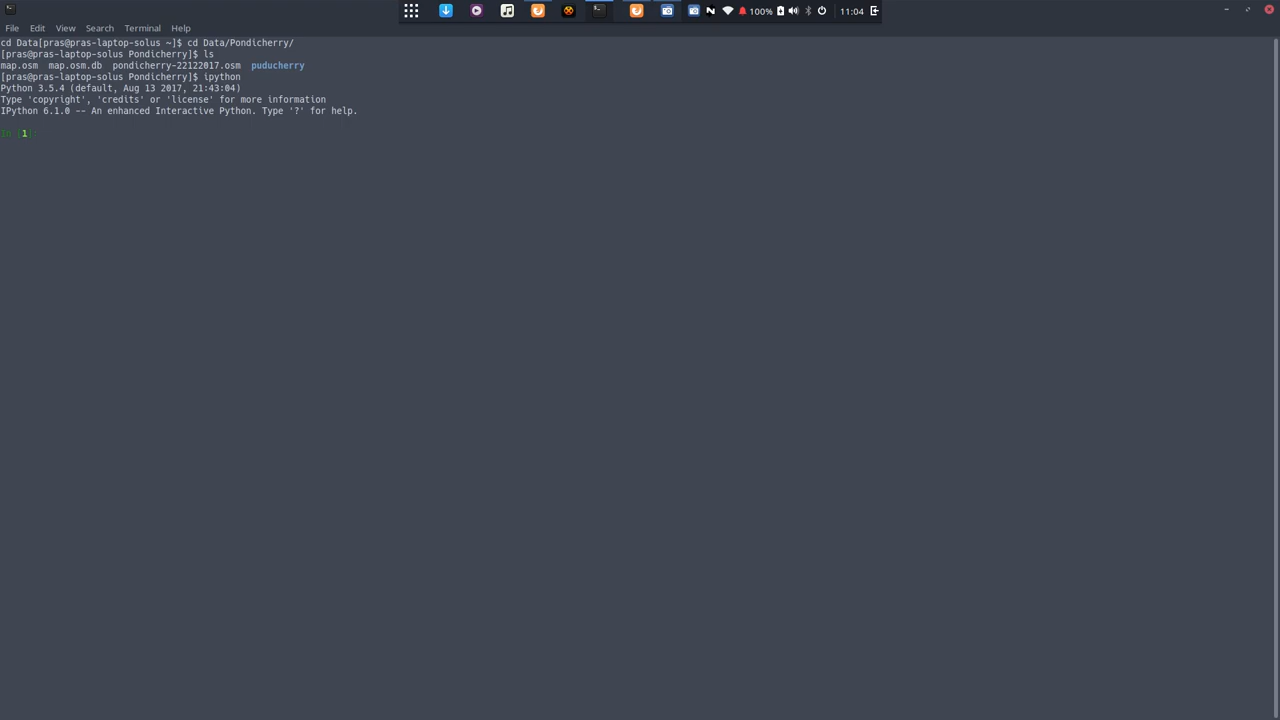 100%
11:04
File Edit View Search Terminal Help
cd Data[pras@pras-laptop-solus ~]$ cd Data/Pondicherry/
[pras@pras-laptop-solus Pondicherry]$ ls
map.osm  map.osm.db  pondicherry-22122017.osm  puducherry
[pras@pras-laptop-solus Pondicherry]$ ipython
Python 3.5.4 (default, Aug 13 2017, 21:43:04)
Type 'copyright', 'credits' or 'license' for more information
IPython 6.1.0 -- An enhanced Interactive Python. Type '?' for help.
In [1]: